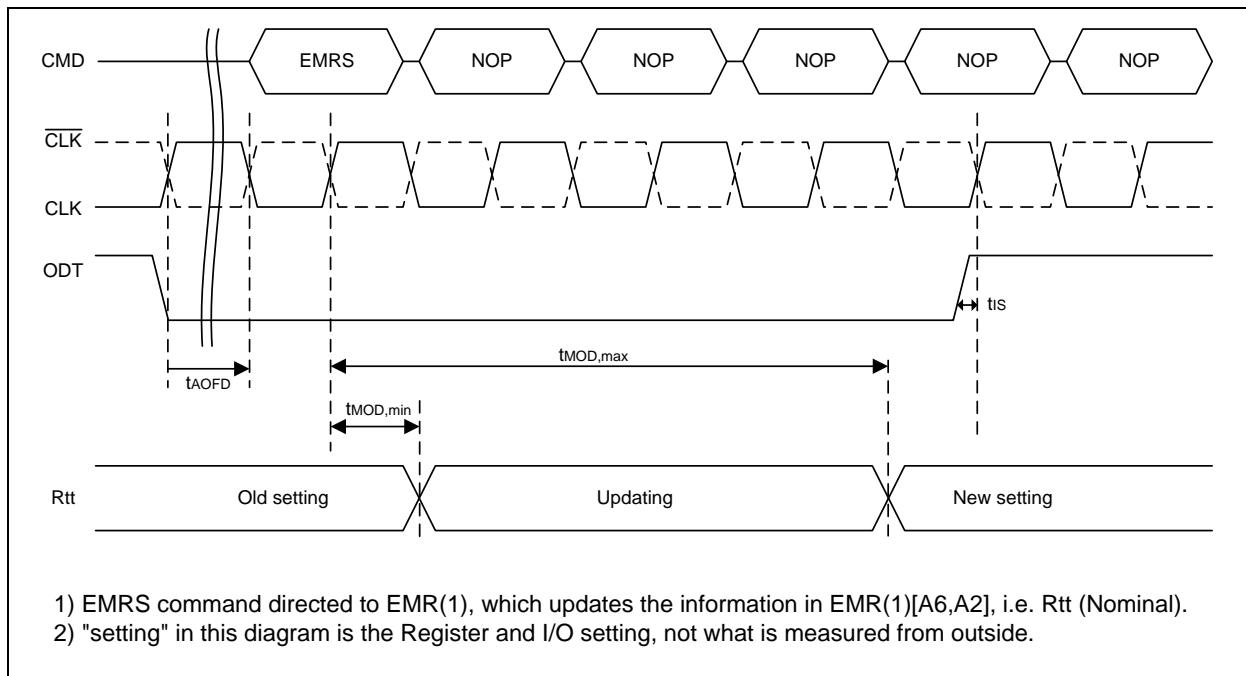 CMD EMRS NOP NOP NOP NOP NOP
CLK
CLK
ODT
tIS
tMOD,max
tAOFD
tMOD,min
Rtt Old setting Updating New setting
1) EMRS command directed to EMR(1), which updates the information in EMR(1)[A6,A2], i.e. Rtt (Nominal).
2) "setting" in this diagram is the Register and I/O setting, not what is measured from outside.